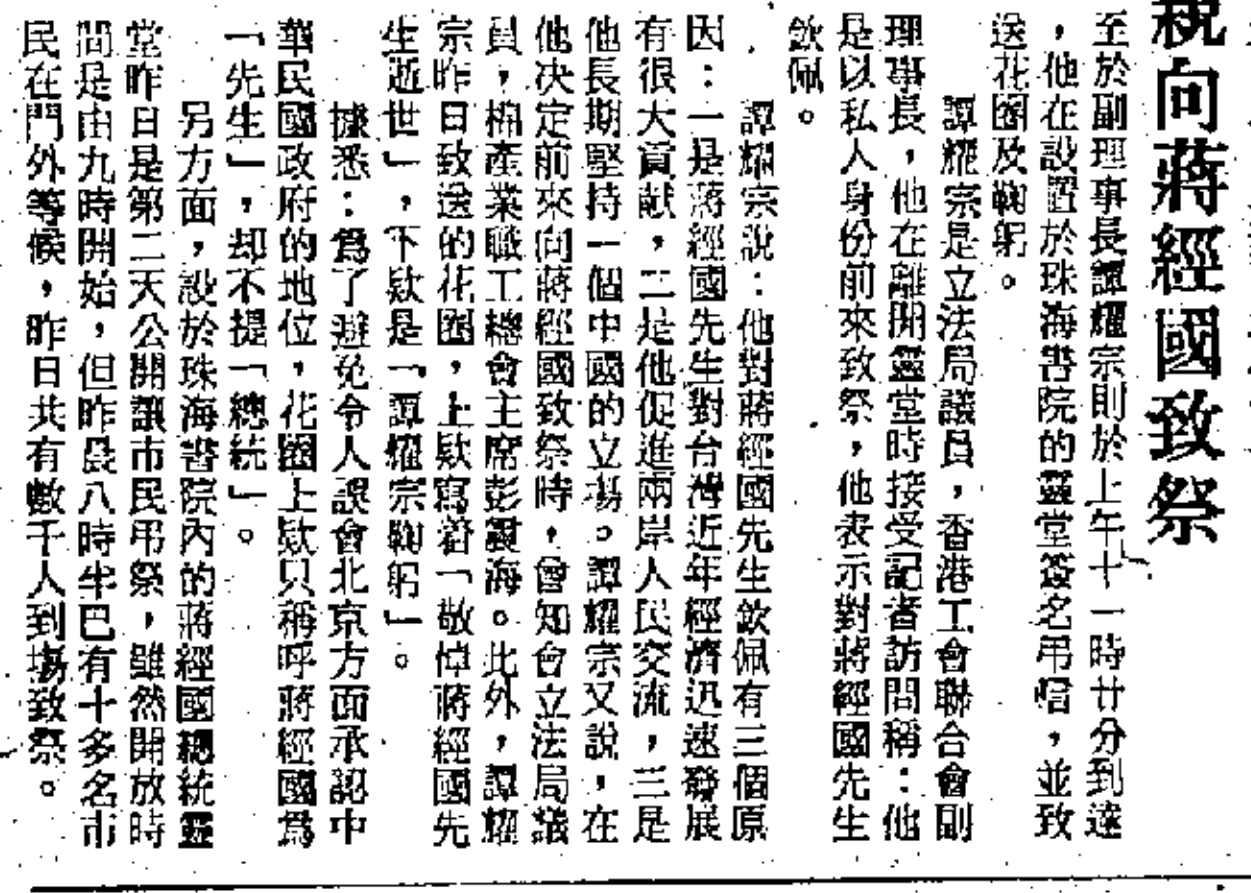 親向蔣經國致祭
至於副理事長譚耀宗則於上午十一時廿分到達
，他在設置於珠海書院的靈堂簽名弔唁，並致
送花圈及鞠躬。
譚耀宗是立法局議員，香港工會聯合會副
理事長，他在離開靈堂時接受記者訪問稱：他
是以私人身份前來致祭，他表示對蔣經國先生
欽佩。
譚耀宗說：他對蔣經國先生欽佩有三個原
因：一是蔣經國先生對台灣近年經濟迅速發展
有很大貢献，二是他促進兩岸人民交流，三是
他長期堅持一個中國的立場。譚耀宗又說，在
他决定前來向蔣經國致祭時，曾知會立法局議
員，棉產業職工總會主席彭震海。此外，譚耀
宗昨日致送的花圈，上欵寫着「敬悼蔣經國先
生逝世」，下欵是「譚耀宗鞠躬」。
據悉：爲了避免令人誤會北京方面承認中
華民國政府的地位，花圈上欵只稱呼蔣經國爲
「先生」，却不提「總統」。
另方面，設於珠海書院內的蔣經國總統靈
堂昨日是第二天公開讓市民弔祭，雖然開放時
間是由九時開始，但昨晨八時半巴有十多名市
民在門外等候，昨日共有數千人到塲致祭。